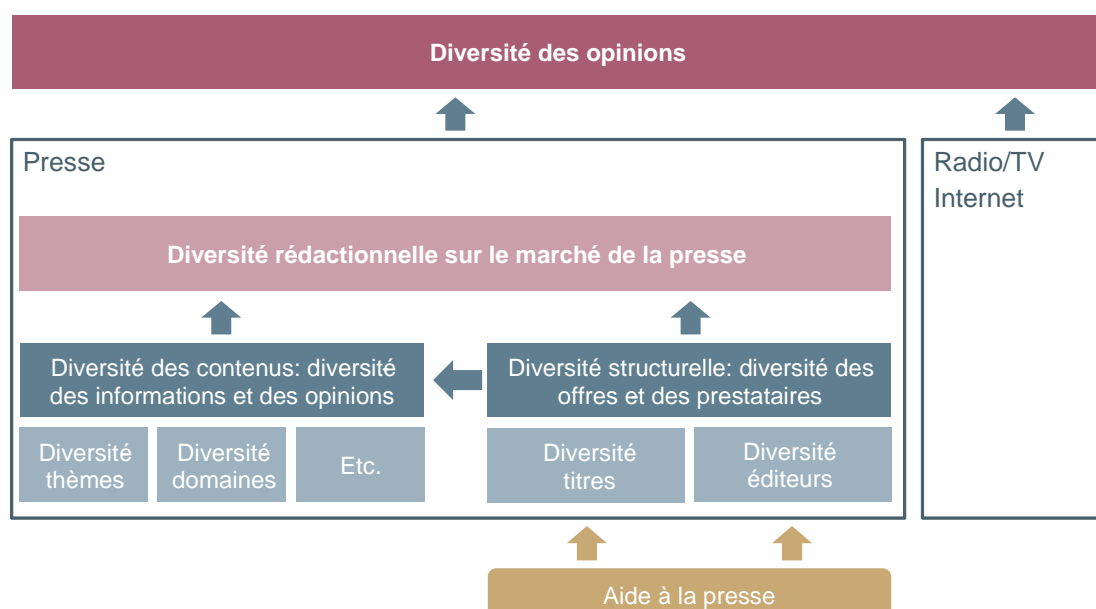 Diversité des opinions
Presse
Radio/TV
Internet
Diversité rédactionnelle sur le marché de la presse
Diversité des contenus: diversité
des informations et des opinions
Diversité structurelle: diversité des
offres et des prestataires
Diversité
thèmes
Diversité
domaines
Etc.
Diversité
titres
Diversité
éditeurs
Aide à la presse